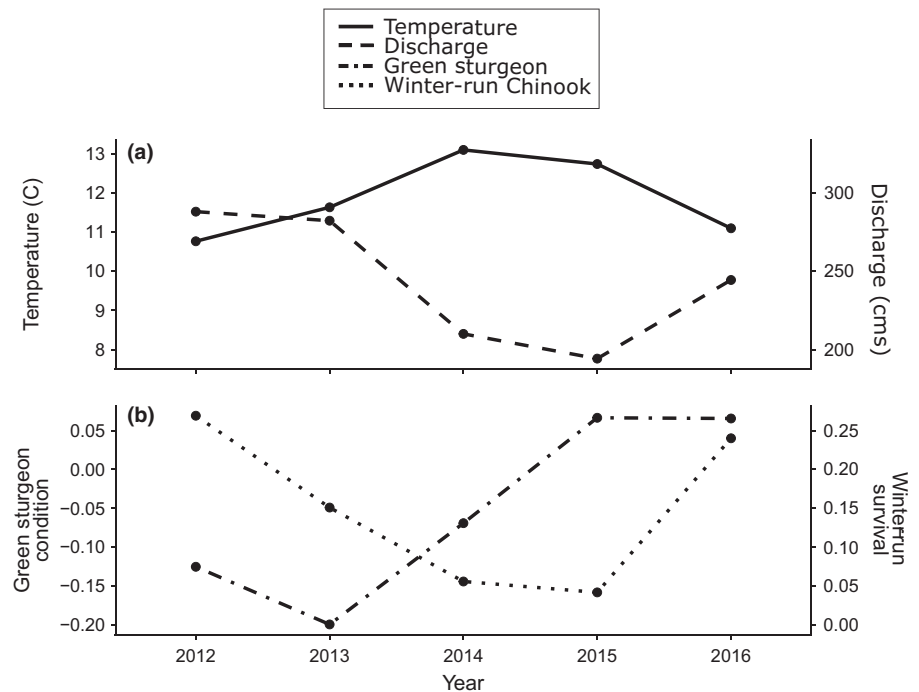 Temperature
Discharge
Green sturgeon
Winter-run Chinook
(a)
Temperature (C)
13
12
11
10
9
8
300
250
200
Discharge (cms)
(b)
Green sturgeon
condition
0.05
0.00
−0.05
−0.10
−0.15
−0.20
0.25
0.20
0.15
0.10
0.05
0.00
Winter-run
survival
2012 2013 2014 2015 2016
Year